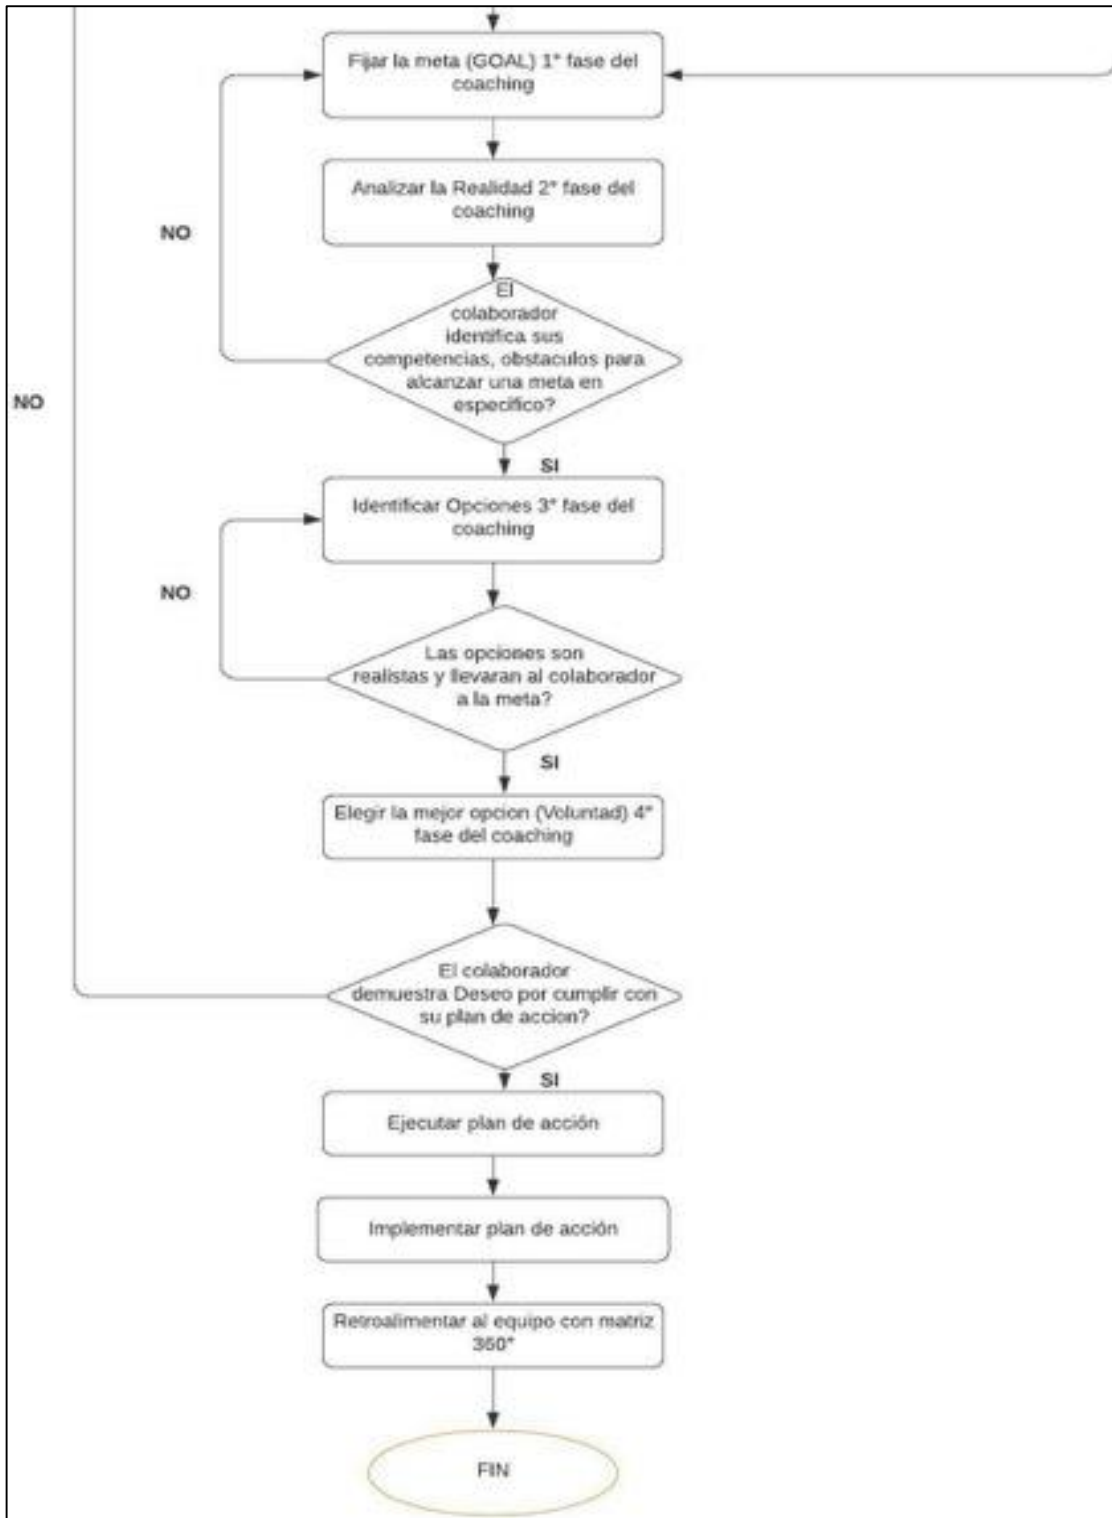 Fijar la meta (GOAL) 1° fase del
coaching
Analizar la Realidad 2° fase del
coaching
NO
El
colaborador
identifica sus
competencias, obstaculos para
alcanzar una meta en
especifico?
NO
SI
Identificar Opciones 3° fase del
coaching
NO
Las opciones son
realistas y llevaran al colaborador
a la meta?
SI
Elegir la mejor opcion (Voluntad) 4°
fase del coaching
El colaborador
demuestra Deseo por cumplir con
su plan de accion?
SI
Ejecutar plan de acción
Implementar plan de acción
Retroalimentar al equipo con matriz
360°
FIN